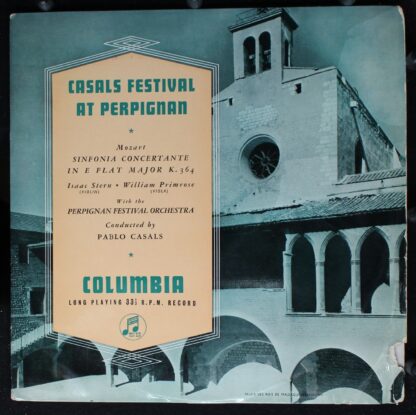 CASALS FESTIVAL
AT PERPIGNAN
Mozart
SINFONIA CONCERTANTE
IN E FLAT MAJOR K.364
Isaac Stern • William Primrose
(VIOLIN) (VIOLA)
With the
PERPIGNAN FESTIVAL ORCHESTRA
Conducted by
PABLO CASALS
COLUMBIA
LONG PLAYING 33⅓ R.P.M. RECORD